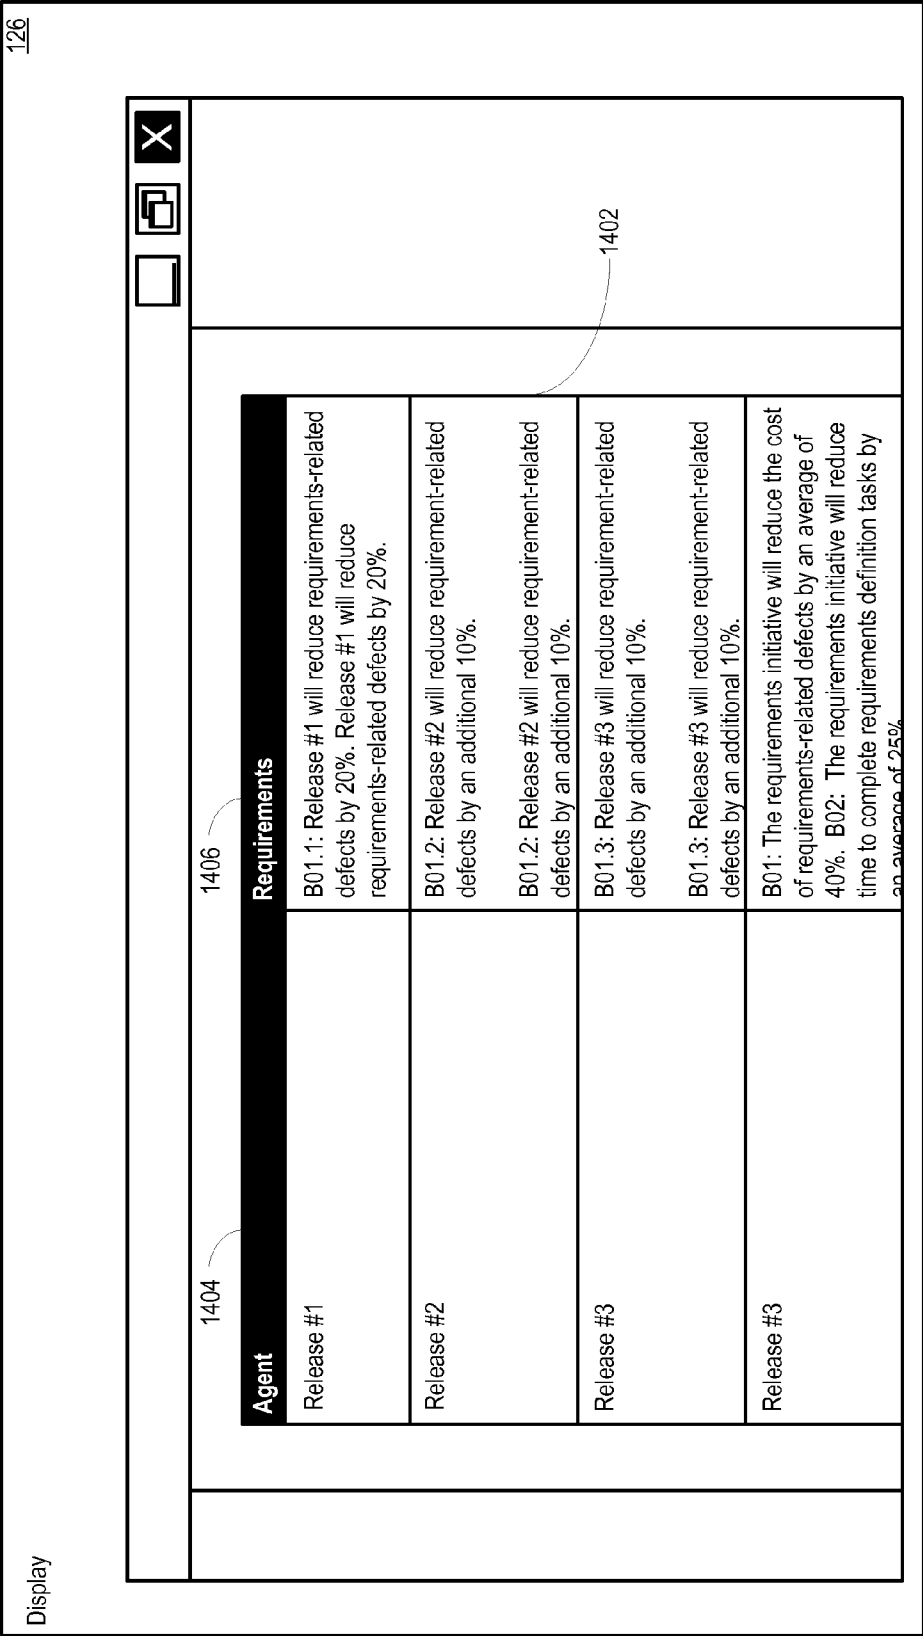 Display
126
X
1404
1406
1402
Agent
Requirements
Release #1
B01.1: Release #1 will reduce requirements-related
defects by 20%. Release #1 will reduce
requirements-related defects by 20%.
Release #2
B01.2: Release #2 will reduce requirement-related
defects by an additional 10%.
B01.2: Release #2 will reduce requirement-related
defects by an additional 10%.
Release #3
B01.3: Release #3 will reduce requirement-related
defects by an additional 10%.
B01.3: Release #3 will reduce requirement-related
defects by an additional 10%.
Release #3
B01: The requirements initiative will reduce the cost
of requirements-related defects by an average of
40%. B02: The requirements initiative will reduce
time to complete requirements definition tasks by
an average of 25%